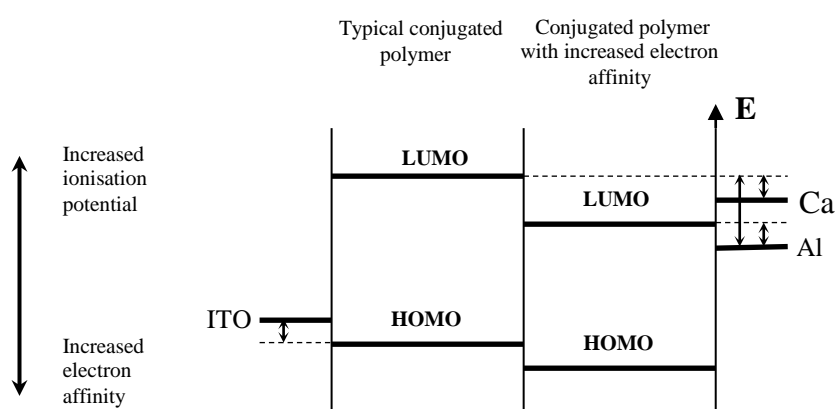 Typical conjugated
polymer
Conjugated polymer
with increased electron
affinity
E
Increased
ionisation
potential
LUMO
LUMO
Ca
Al
ITO
HOMO
HOMO
Increased
electron
affinity